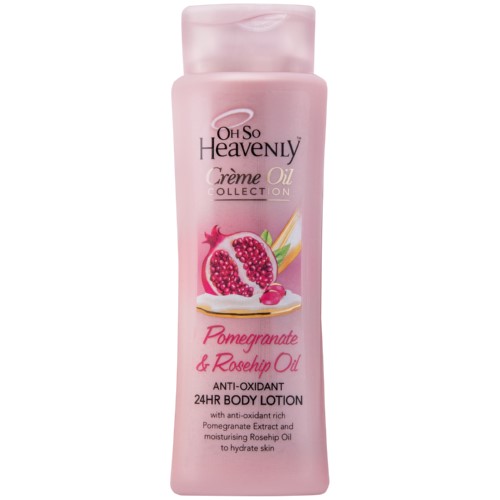 OH SO
HEAVENLY™
Crème Oil
COLLECTION
Pomegranate
& Rosehip Oil
ANTI-OXIDANT
24HR BODY LOTION
with anti-oxidant rich
Pomegranate Extract and
moisturising Rosehip Oil
to hydrate skin